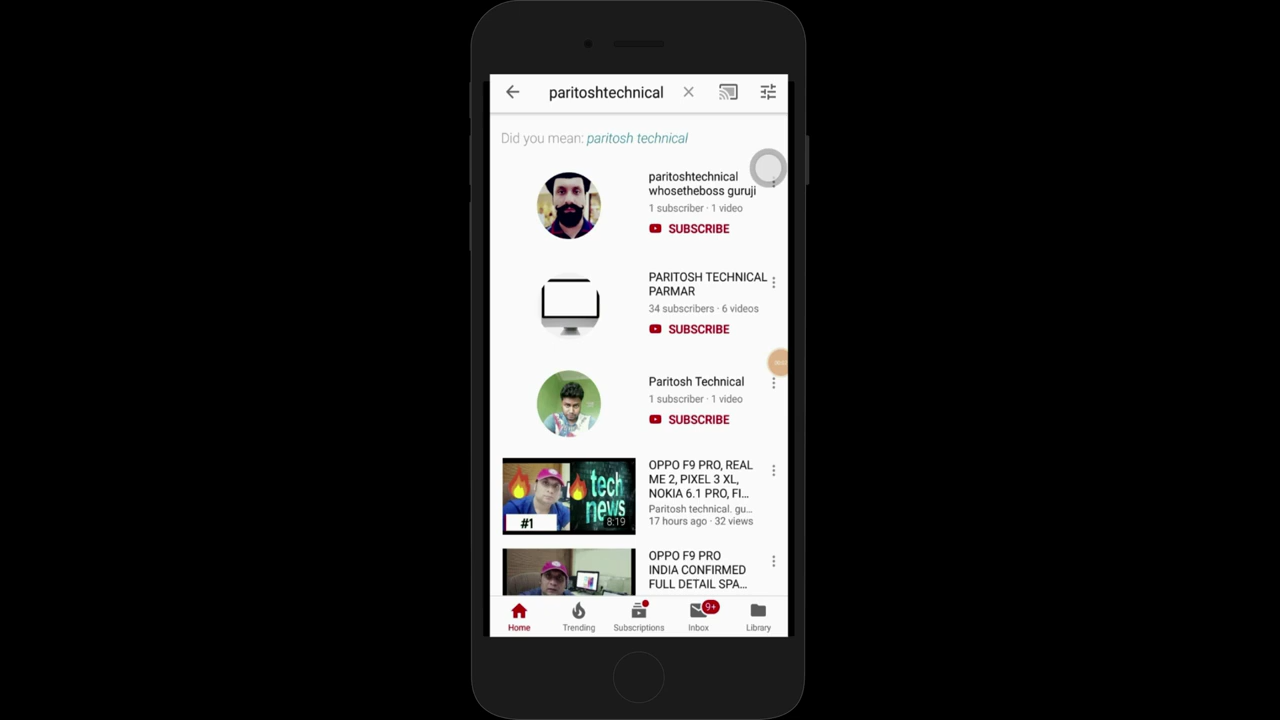 paritoshtechnical
Did you mean: paritosh technical
paritoshtechnical
whosetheboss guruji
1 subscriber · 1 video
SUBSCRIBE
PARITOSH TECHNICAL
PARMAR
34 subscribers · 6 videos
SUBSCRIBE
Paritosh Technical
1 subscriber · 1 video
SUBSCRIBE
tech
news
#1
8:19
OPPO F9 PRO, REAL
ME 2, PIXEL 3 XL,
NOKIA 6.1 PRO, FI...
Paritosh technical. gu...
17 hours ago · 32 views
OPPO F9 PRO
INDIA CONFIRMED
FULL DETAIL SPA...
9+
Home
Trending
Subscriptions
Inbox
Library